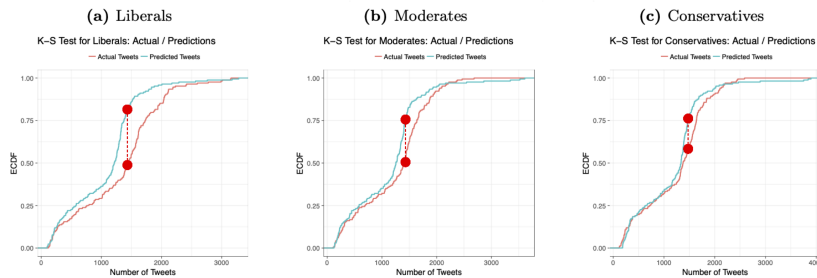 (a) Liberals
K−S Test for Liberals: Actual / Predictions
Actual Tweets Predicted Tweets
1.00
0.75
0.50
0.25
0.00
ECDF
0 1000 2000 3000
Number of Tweets
(b) Moderates
K−S Test for Moderates: Actual / Predictions
Actual Tweets Predicted Tweets
1.00
0.75
0.50
0.25
0.00
ECDF
0 1000 2000 3000
Number of Tweets
(c) Conservatives
K−S Test for Conservatives: Actual / Predictions
Actual Tweets Predicted Tweets
1.00
0.75
0.50
0.25
0.00
ECDF
0 1000 2000 3000
Number of Tweets